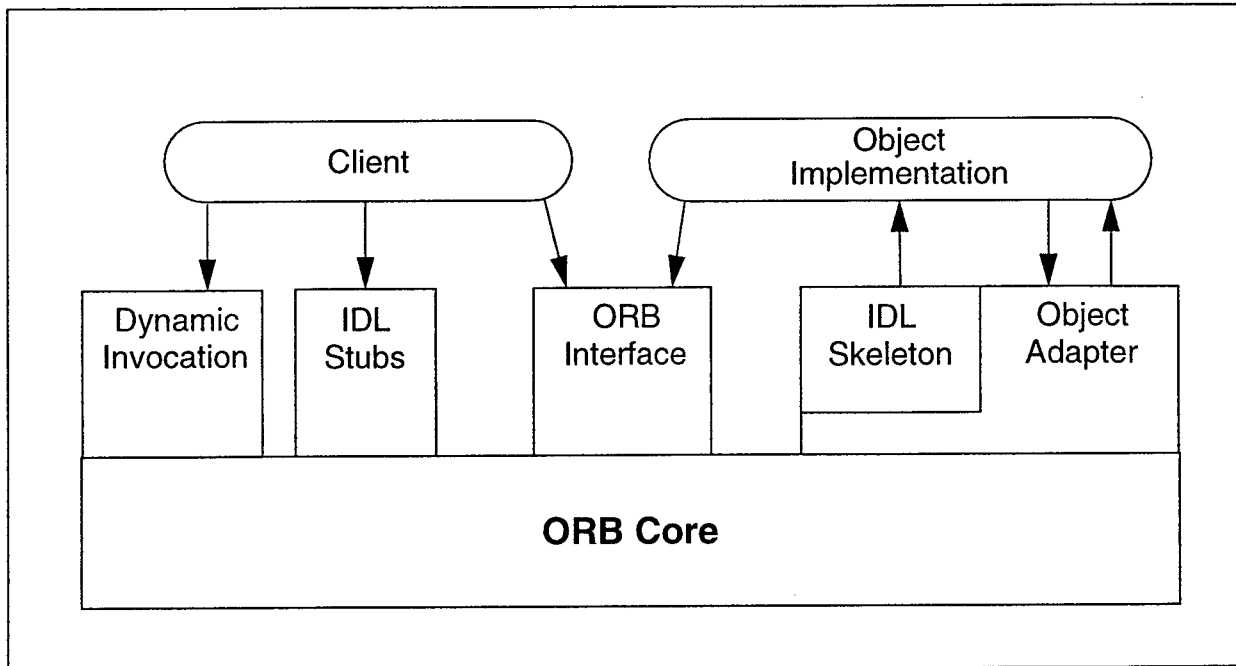 Client
Object
Implementation
Dynamic
Invocation
IDL
Stubs
ORB
Interface
IDL
Skeleton
Object
Adapter
ORB Core